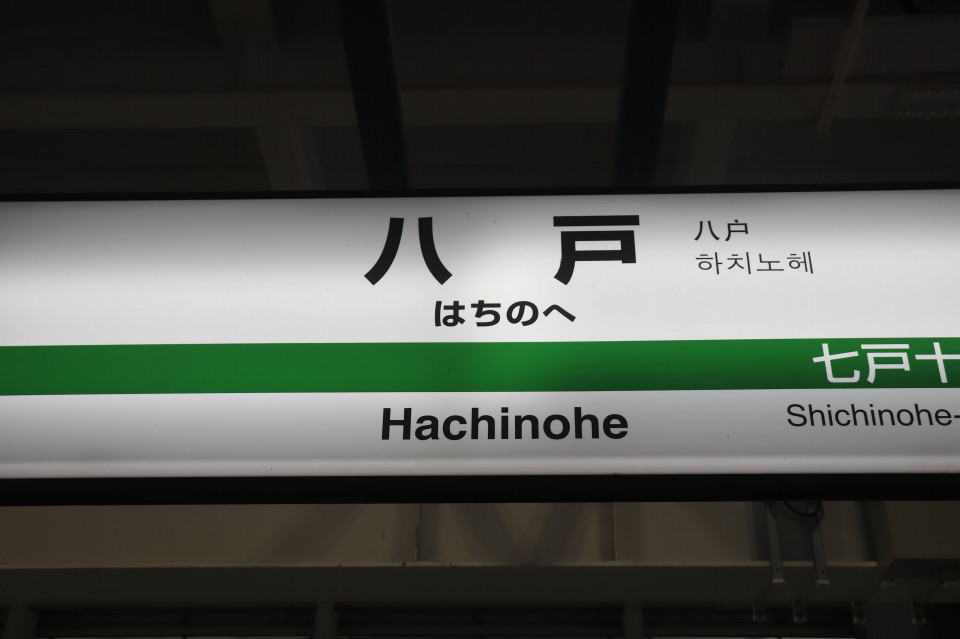 八戸
八户
하치노헤
はちのへ
七戸十
Hachinohe
Shichinohe-